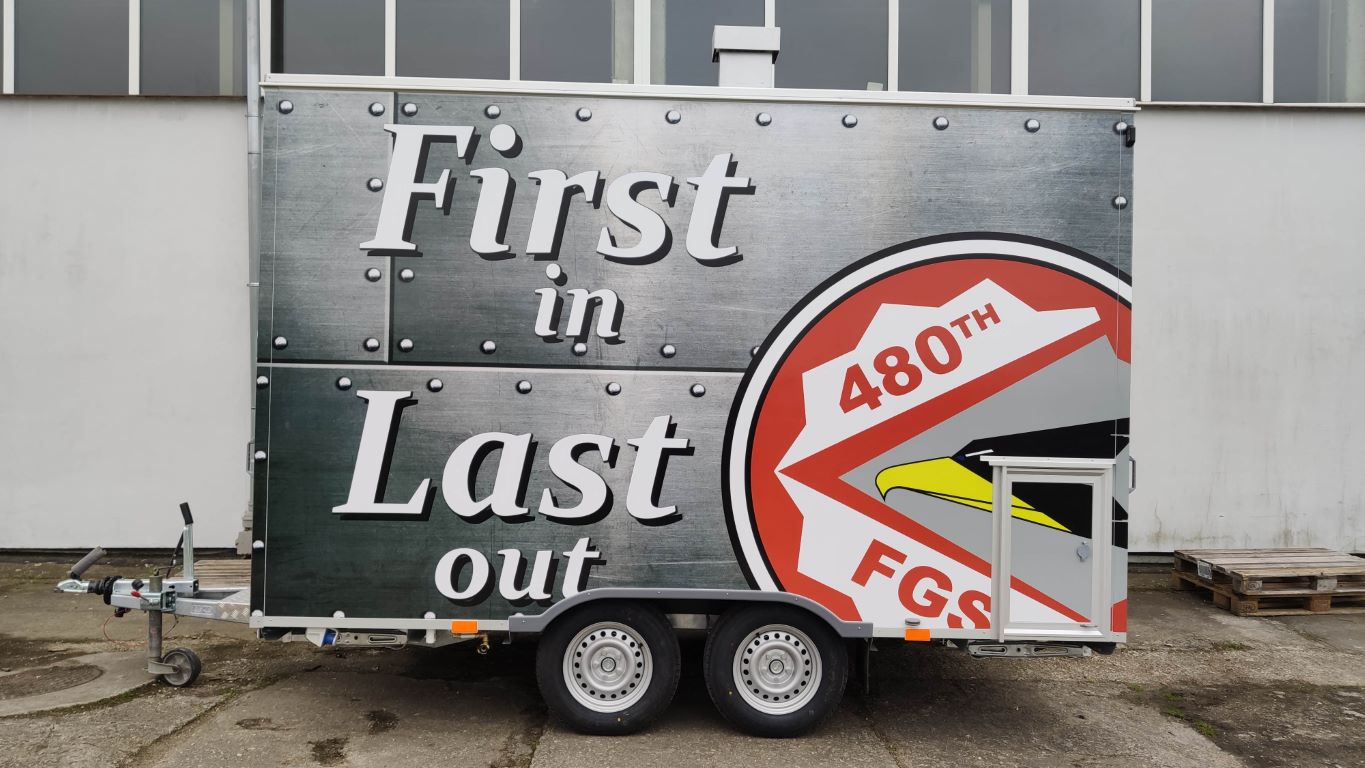 First
in
Last
out
480TH
FGS